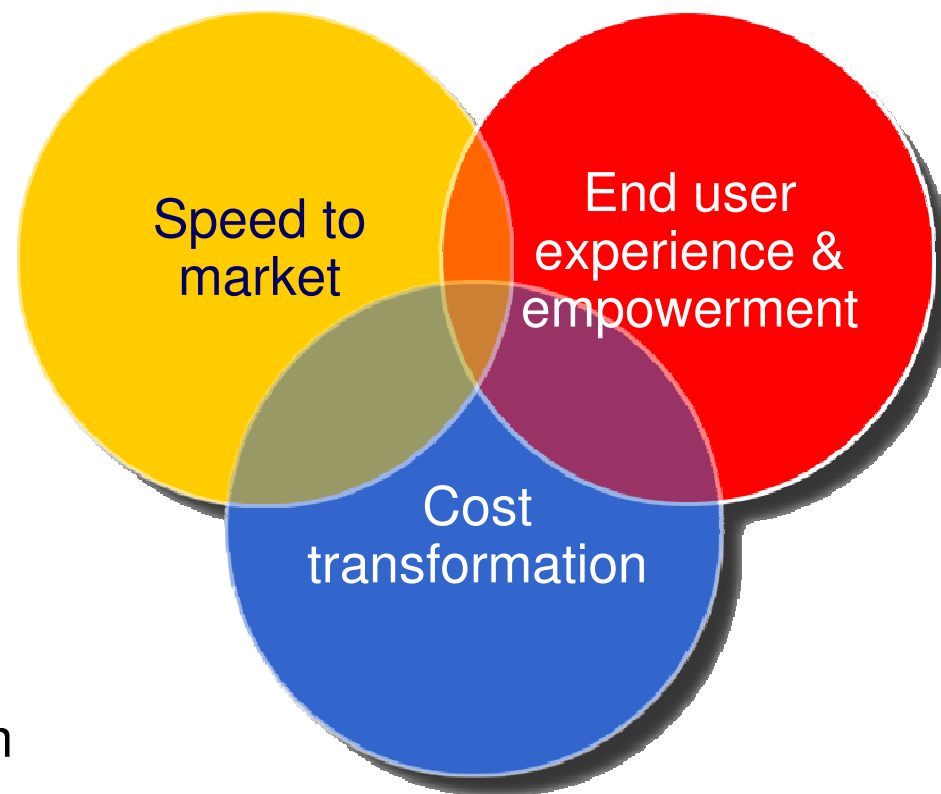 Speed to
market
End user
experience &
empowerment
Cost
transformation
n